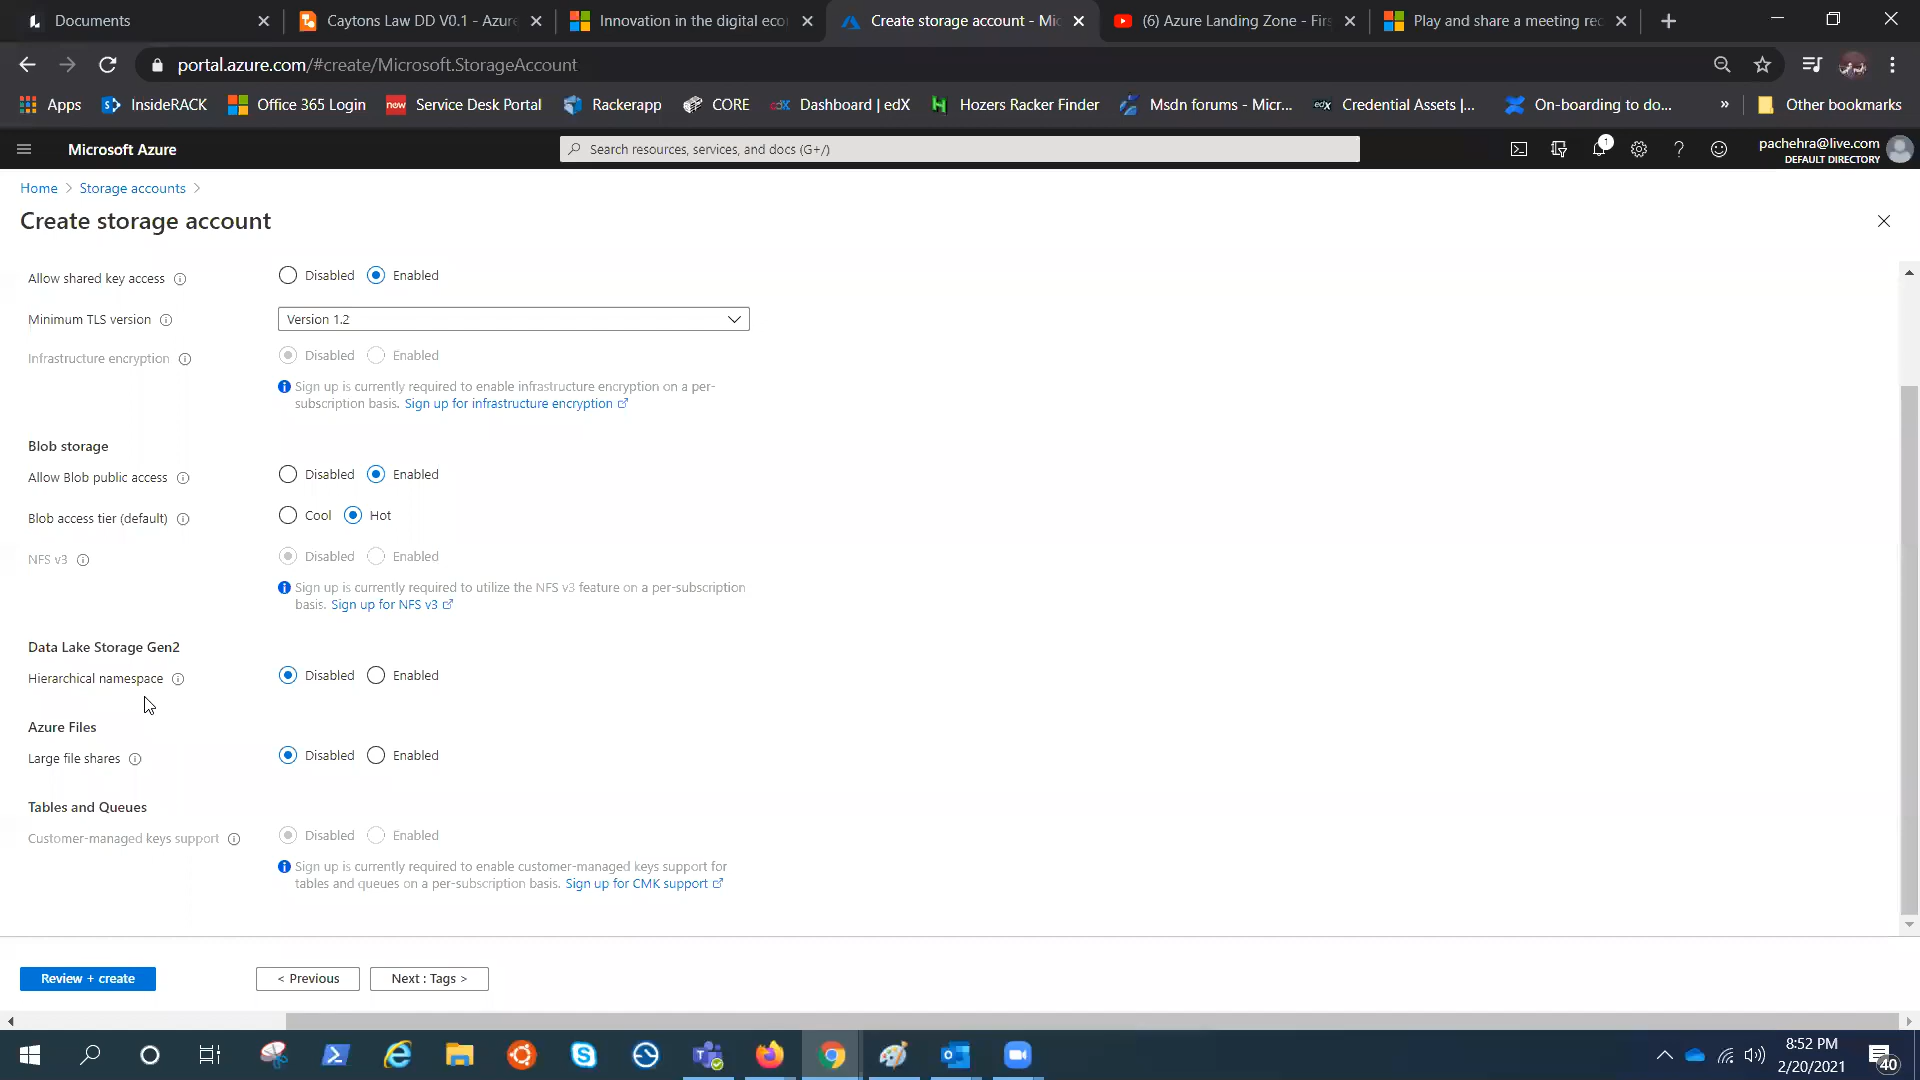 Documents
Caytons Law DD V0.1 - Azure
Innovation in the digital eco
Create storage account - Mic
(6) Azure Landing Zone - Firs
Play and share a meeting rec
portal.azure.com/#create/Microsoft.StorageAccount
Apps
InsideRACK
Office 365 Login
now
Service Desk Portal
Rackerapp
CORE
Dashboard | edX
Hozers Racker Finder
Msdn forums - Micr...
edX
Credential Assets |...
On-boarding to do...
»
Other bookmarks
Microsoft Azure
Search resources, services, and docs (G+/)
1
pachehra@live.com
DEFAULT DIRECTORY
Home > Storage accounts >
Create storage account
Allow shared key access
Disabled Enabled
Minimum TLS version
Version 1.2
Infrastructure encryption
Disabled Enabled
Sign up is currently required to enable infrastructure encryption on a per-
subscription basis. Sign up for infrastructure encryption
Blob storage
Allow Blob public access
Disabled Enabled
Blob access tier (default)
Cool Hot
NFS v3
Disabled Enabled
Sign up is currently required to utilize the NFS v3 feature on a per-subscription
basis. Sign up for NFS v3
Data Lake Storage Gen2
Hierarchical namespace
Disabled Enabled
Azure Files
Large file shares
Disabled Enabled
Tables and Queues
Customer-managed keys support
Disabled Enabled
Sign up is currently required to enable customer-managed keys support for
tables and queues on a per-subscription basis. Sign up for CMK support
Review + create
< Previous
Next : Tags >
8:52 PM
2/20/2021
40